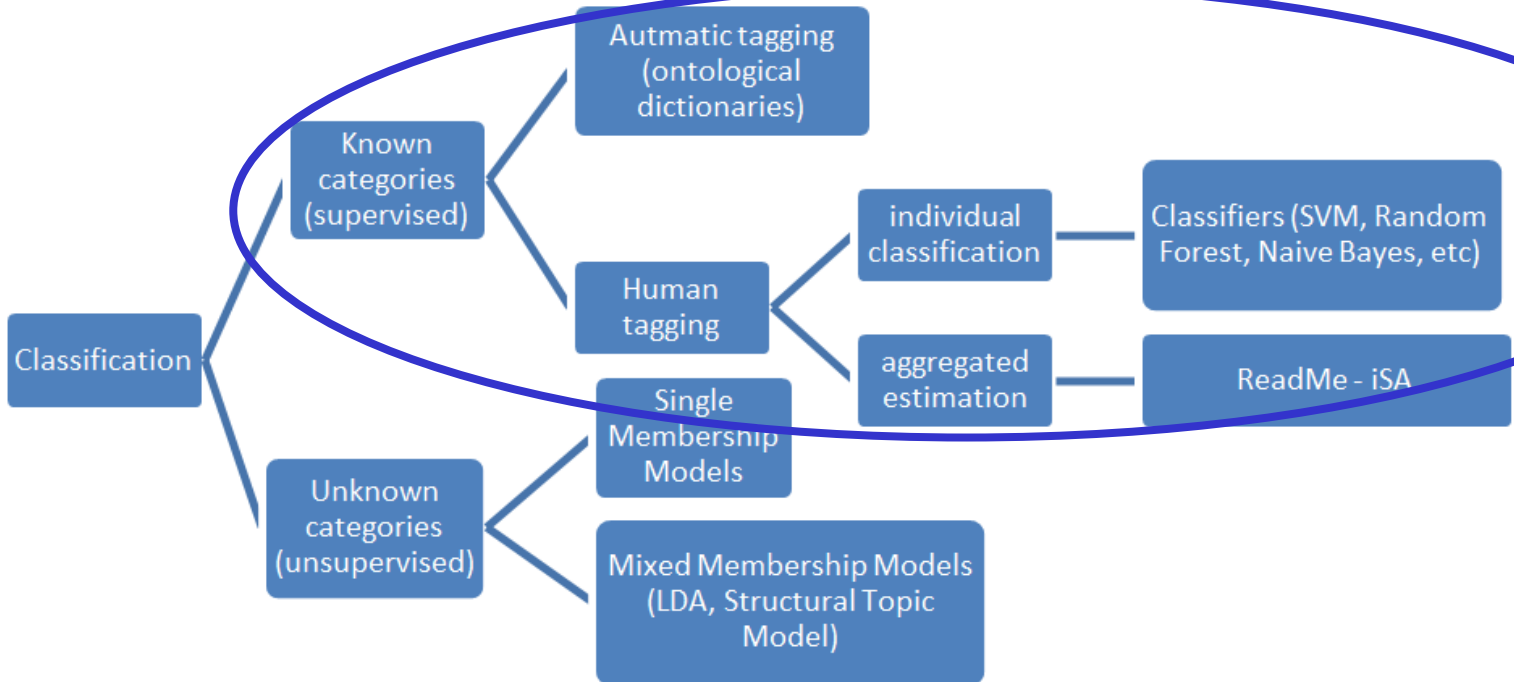 Autmatic tagging
(ontological
dictionaries)
Known
categories
(supervised)
individual
classification
Classifiers (SVM, Random
Forest, Naive Bayes, etc)
Human
tagging
Classification
aggregated
estimation
ReadMe - iSA
Single
Membership
Models
Unknown
categories
(unsupervised)
Mixed Membership Models
(LDA, Structural Topic
Model)